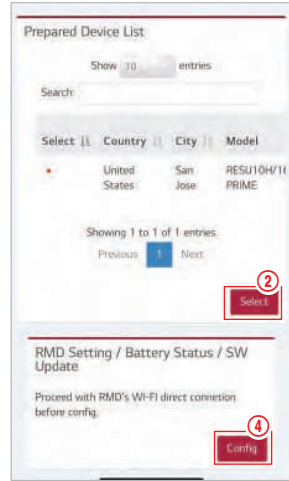 Prepared Device List
Show 10 entries
Search:
Select Country City Model
United States San Jose RESU10H/16 PRIME
Showing 1 to 1 of 1 entries
Previous 1 Next
②
Select
RMD Setting / Battery Status / SW
Update
Proceed with RMD's WI-FI direct connetion
before config.
④
Config